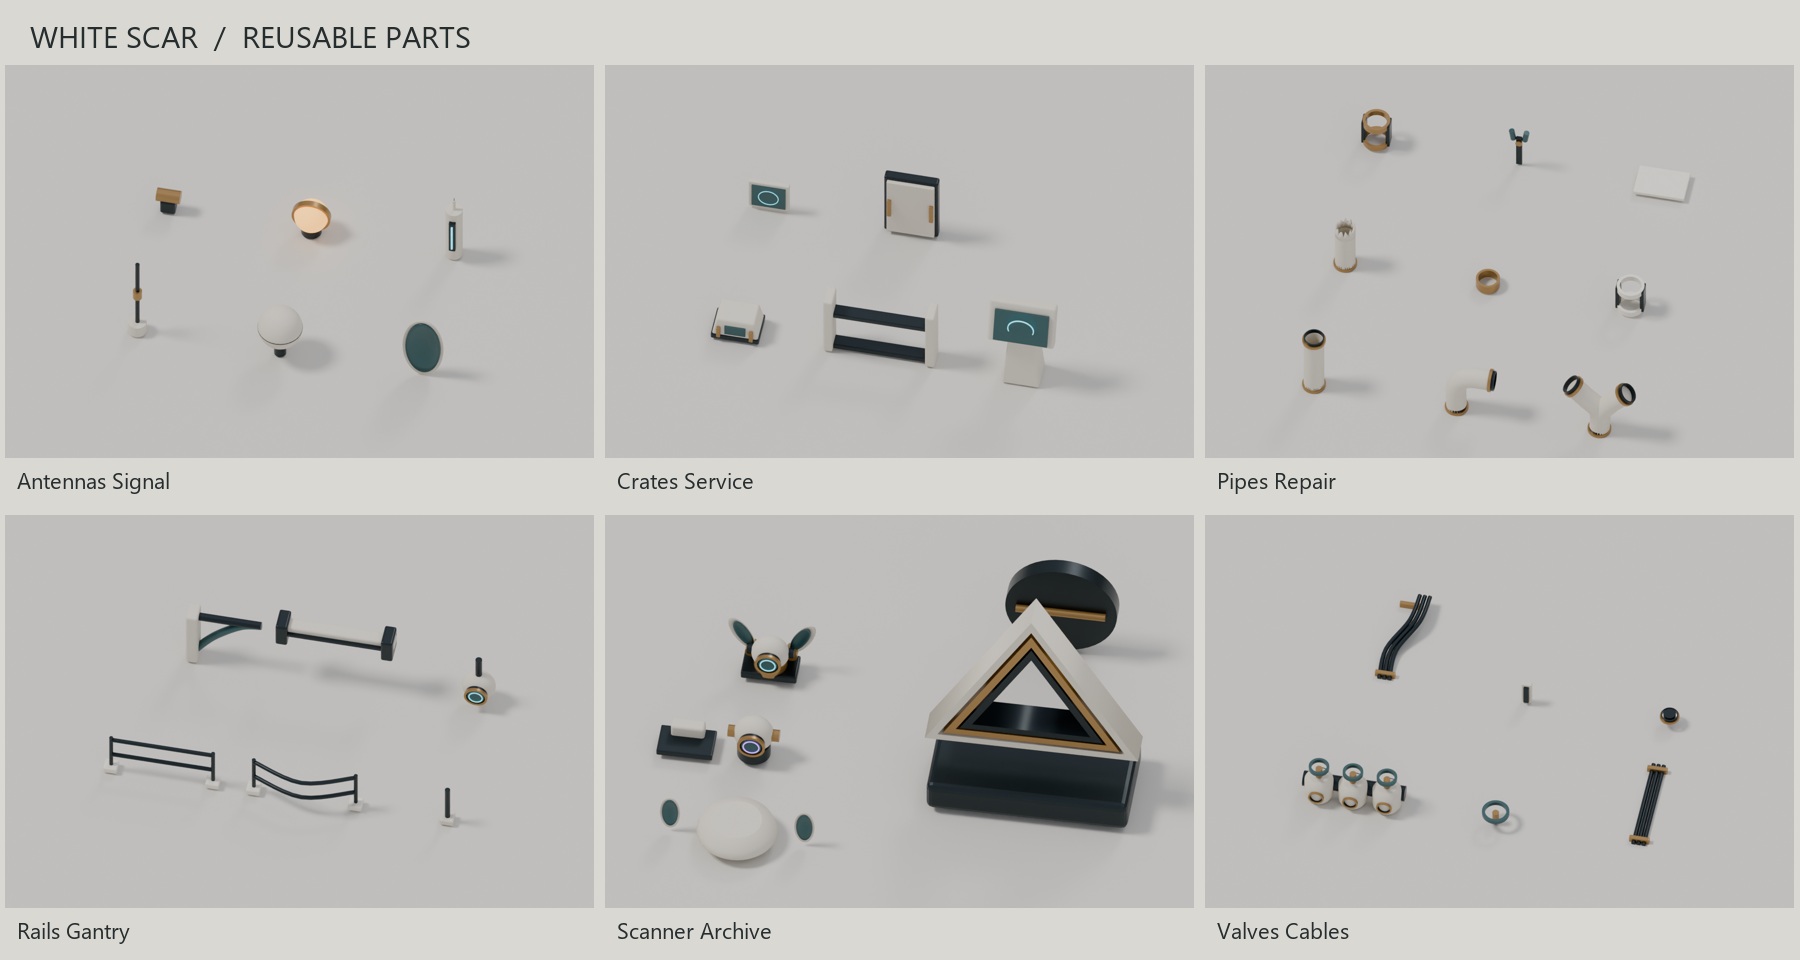 WHITE SCAR / REUSABLE PARTS
Antennas Signal
Crates Service
Pipes Repair
Rails Gantry
Scanner Archive
Valves Cables